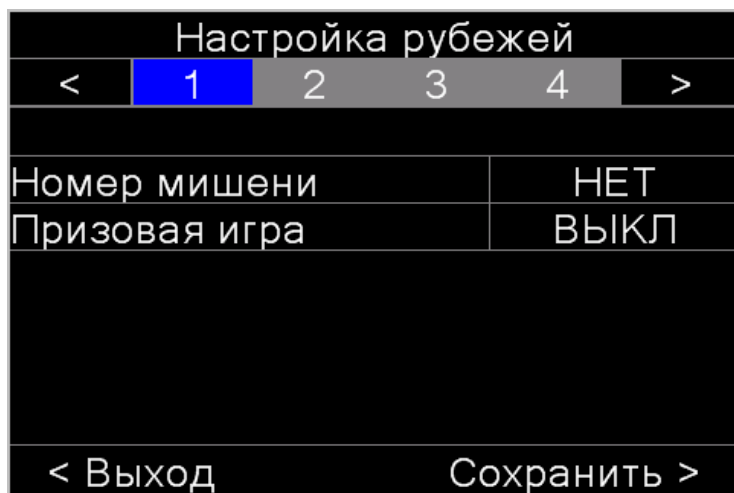 Настройка рубежей
< 1 2 3 4 >
Номер мишени НЕТ
Призовая игра ВЫКЛ
< Выход Сохранить >